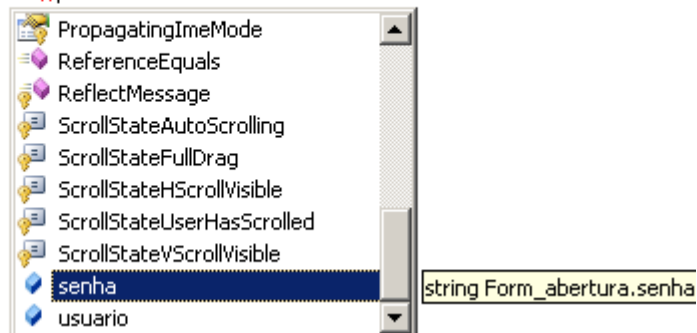 PropagatingImeMode
ReferenceEquals
ReflectMessage
ScrollStateAutoScrolling
ScrollStateFullDrag
ScrollStateHScrollVisible
ScrollStateUserHasScrolled
ScrollStateVScrollVisible
senha
string Form_abertura.senha
usuario